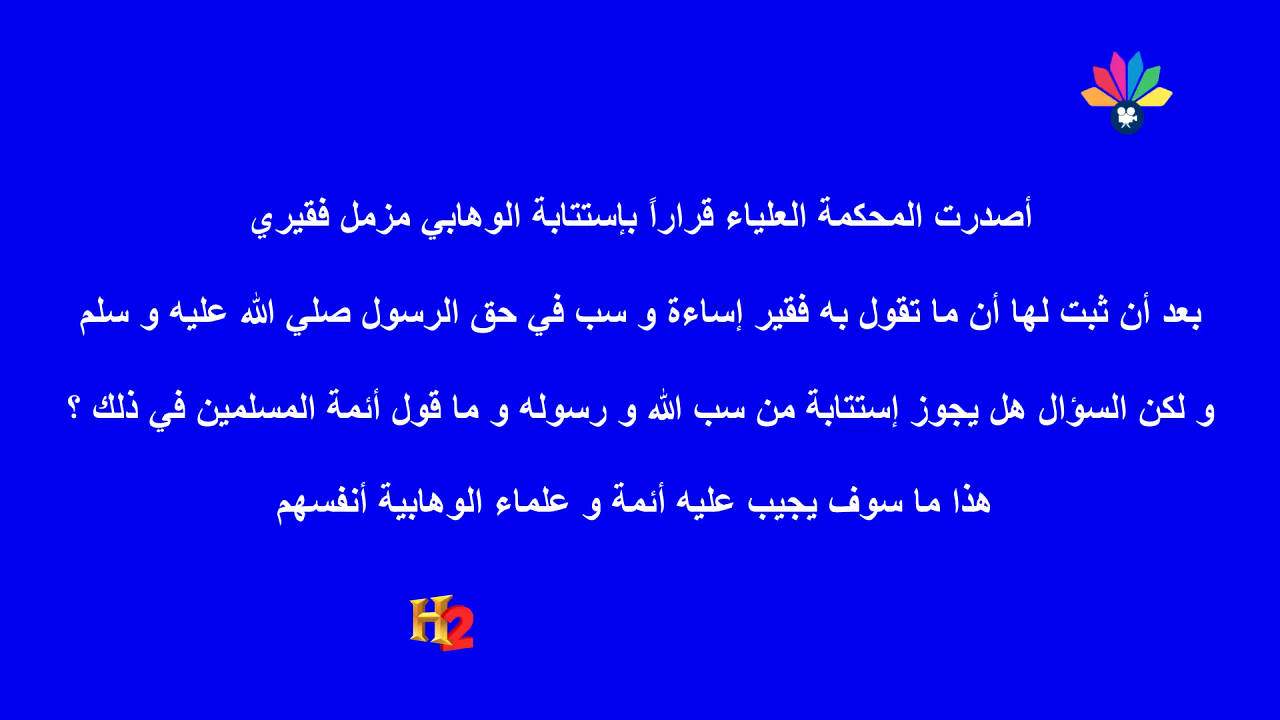 أصدرت المحكمة العلياء قراراً بإستتابة الوهابي مزمل فقيري
بعد أن ثبت لها أن ما تقول به فقير إساءة و سب في حق الرسول صلي الله عليه و سلم
و لكن السؤال هل يجوز إستتابة من سب الله و رسوله و ما قول أئمة المسلمين في ذلك ؟
هذا ما سوف يجيب عليه أئمة و علماء الوهابية أنفسهم
H2